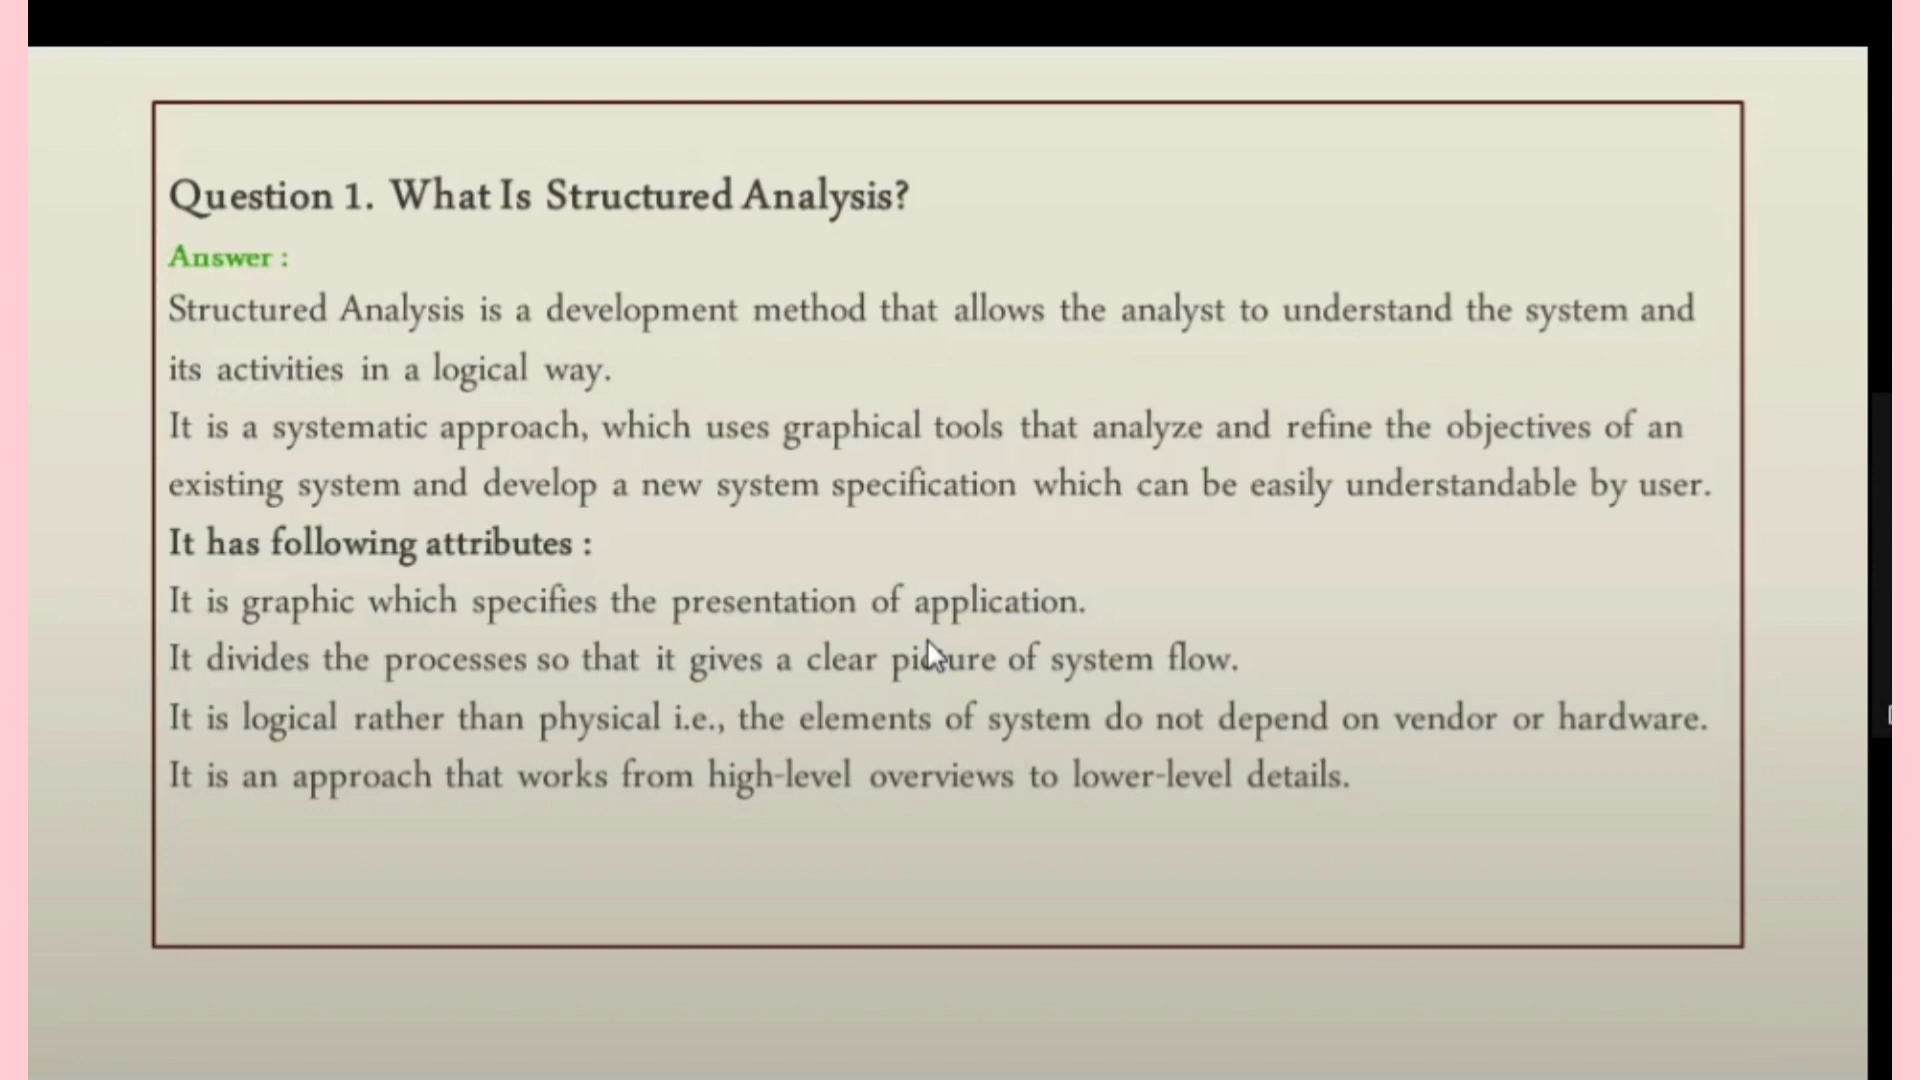 Question 1. What Is Structured Analysis?
Answer :
Structured Analysis is a development method that allows the analyst to understand the system and
its activities in a logical way.
It is a systematic approach, which uses graphical tools that analyze and refine the objectives of an
existing system and develop a new system specification which can be easily understandable by user.
It has following attributes :
It is graphic which specifies the presentation of application.
It divides the processes so that it gives a clear picture of system flow.
It is logical rather than physical i.e., the elements of system do not depend on vendor or hardware.
It is an approach that works from high-level overviews to lower-level details.